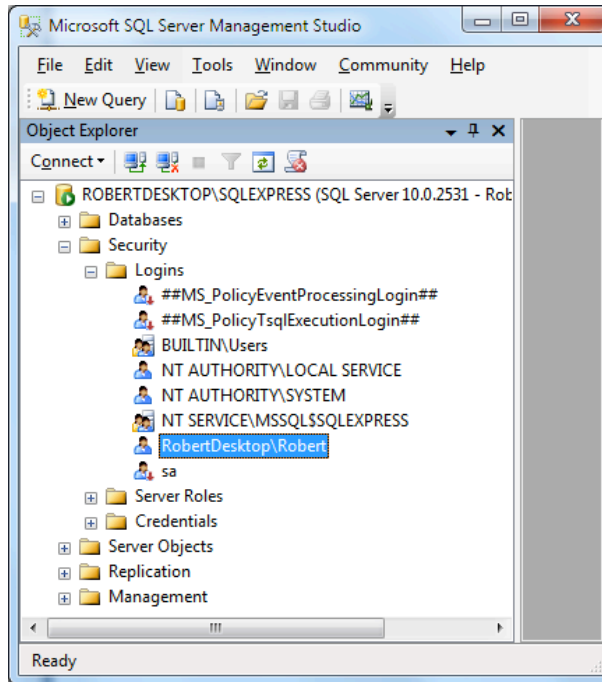 Microsoft SQL Server Management Studio
File Edit View Tools Window Community Help
New Query
Object Explorer
Connect
ROBERTDESKTOP\SQLEXPRESS (SQL Server 10.0.2531 - Rob
Databases
Security
Logins
##MS_PolicyEventProcessingLogin##
##MS_PolicyTsqlExecutionLogin##
BUILTIN\Users
NT AUTHORITY\LOCAL SERVICE
NT AUTHORITY\SYSTEM
NT SERVICE\MSSQL$SQLEXPRESS
RobertDesktop\Robert
sa
Server Roles
Credentials
Server Objects
Replication
Management
Ready